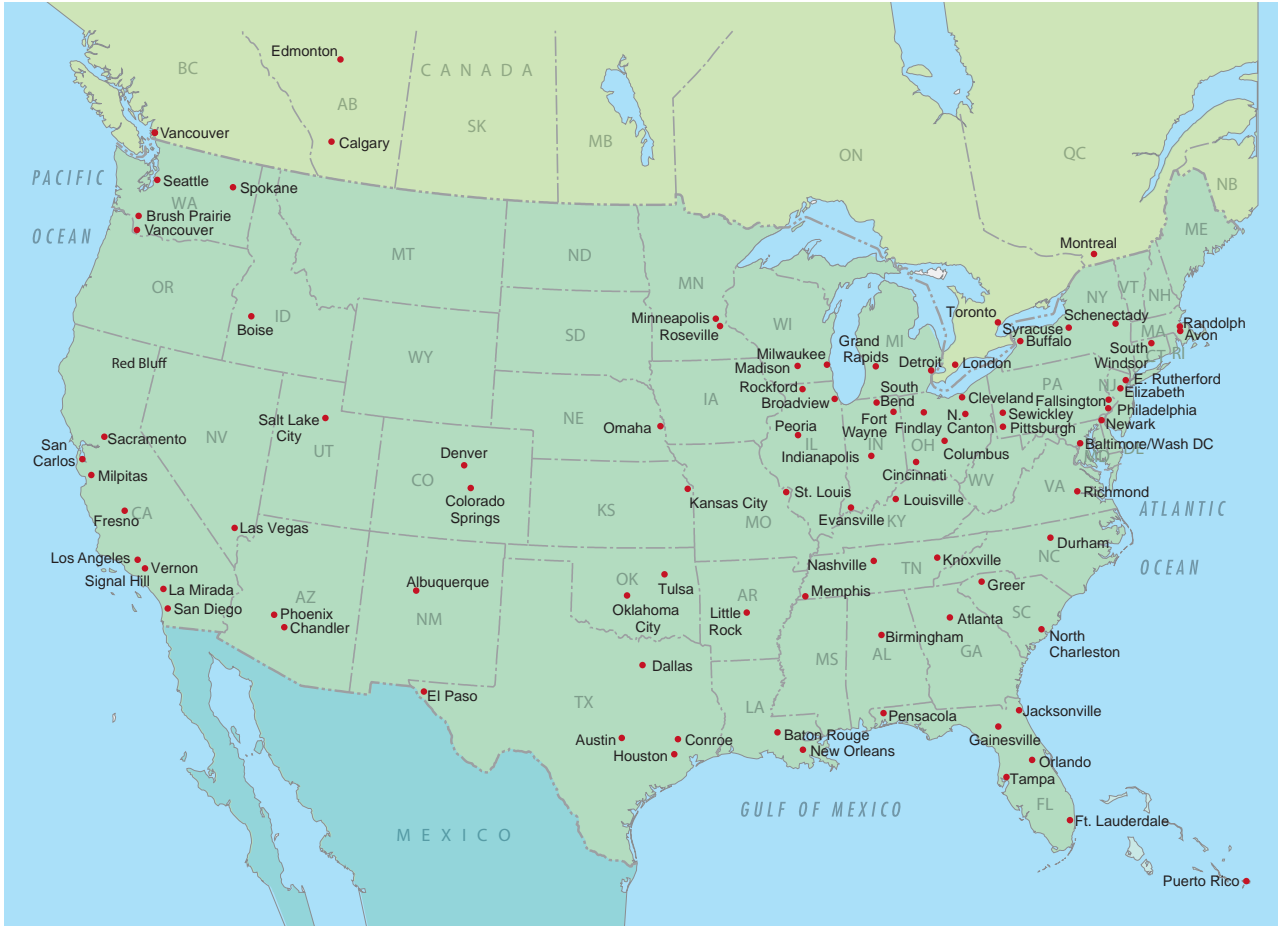 Edmonton
BC
CANADA
AB
SK
MB
ON
QC
NB
Vancouver
Calgary
PACIFIC
OCEAN
Seattle
Spokane
WA
Brush Prairie
Vancouver
MT
ND
MN
ME
Montreal
OR
ID
Boise
SD
WY
Minneapolis
Roseville
WI
MI
Toronto
NY
VT
NH
Schenectady
Syracuse
Buffalo
Randolph
Avon
MA
CT
RI
South
Windsor
Red Bluff
Milwaukee
Madison
Grand
Rapids
Detroit
London
Rockford
Broadview
South
Bend
Cleveland
PA
NJ
E. Rutherford
Elizabeth
Fallsington
Philadelphia
Newark
IA
NE
Omaha
Peoria
IL
Fort
Wayne
Findlay
N.
Canton
Sewickley
Pittsburgh
IN
OH
Indianapolis
Columbus
Cincinnati
Baltimore/Wash DC
MD
DE
Salt Lake
City
NV
UT
Sacramento
San
Carlos
Milpitas
Denver
CO
Colorado
Springs
KS
Kansas City
MO
St. Louis
Evansville
Louisville
KY
WV
VA
Richmond
ATLANTIC
OCEAN
Fresno
CA
Las Vegas
Los Angeles
Vernon
Signal Hill
La Mirada
San Diego
AZ
Phoenix
Chandler
Albuquerque
NM
OK
Tulsa
Oklahoma
City
AR
Little
Rock
Nashville
TN
Knoxville
Memphis
Durham
NC
Greer
SC
North
Charleston
Atlanta
GA
Birmingham
AL
MS
Dallas
El Paso
TX
LA
Austin
Conroe
Houston
Baton Rouge
New Orleans
Pensacola
Jacksonville
Gainesville
Orlando
Tampa
FL
Ft. Lauderdale
GULF OF MEXICO
MEXICO
Puerto Rico